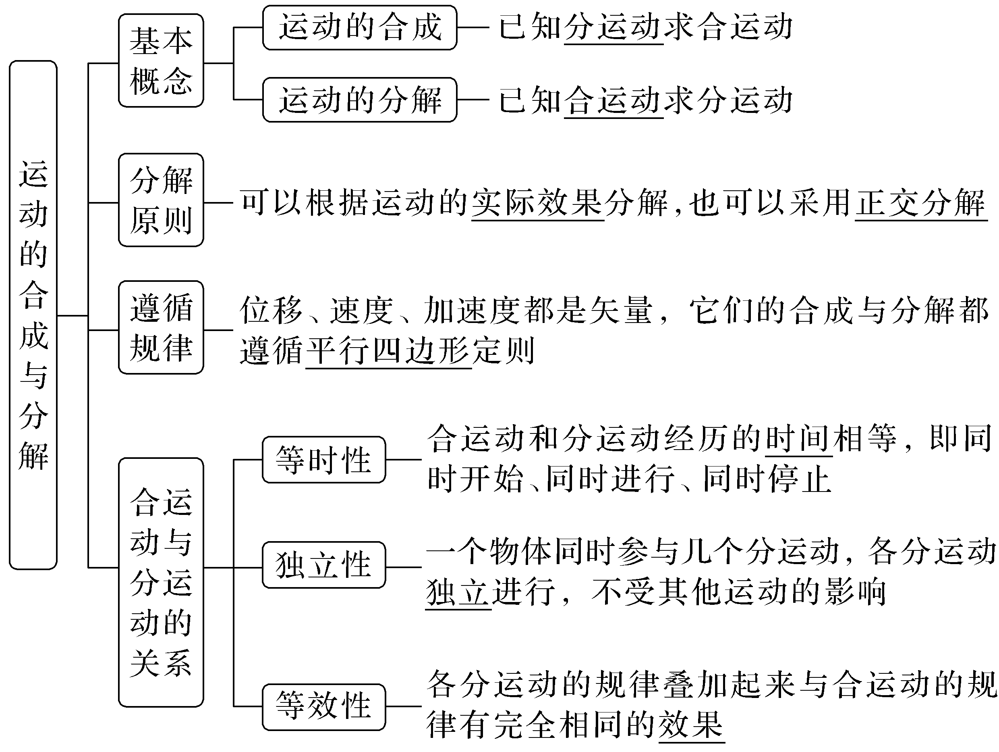 运动的合成与分解
基本
概念
运动的合成
已知分运动求合运动
运动的分解
已知合运动求分运动
分解
原则
可以根据运动的实际效果分解,也可以采用正交分解
遵循
规律
位移、速度、加速度都是矢量，它们的合成与分解都
遵循平行四边形定则
合运
动与
分运
动的
关系
等时性
合运动和分运动经历的时间相等，即同
时开始、同时进行、同时停止
独立性
一个物体同时参与几个分运动，各分运动
独立进行，不受其他运动的影响
等效性
各分运动的规律叠加起来与合运动的规
律有完全相同的效果